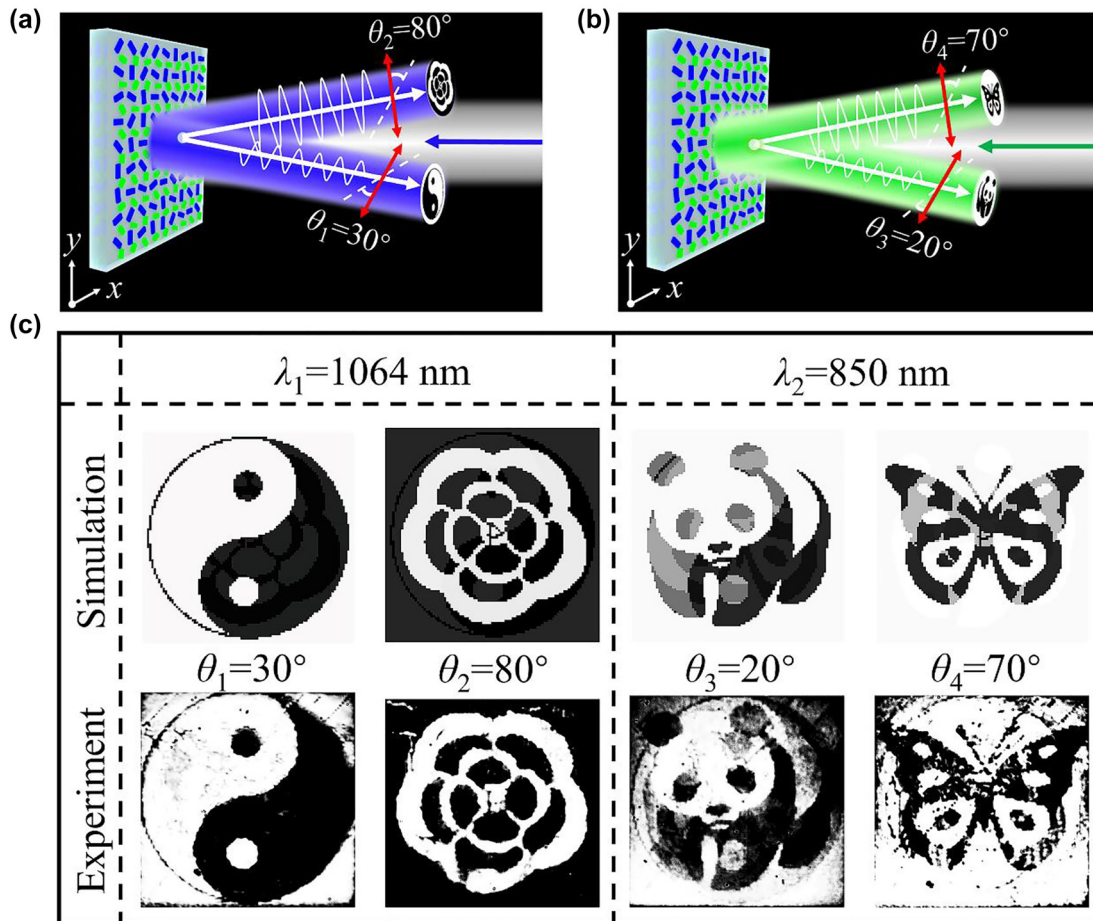 (a)
θ₂=80°
θ₁=30°
y
x
(b)
θ₄=70°
θ₃=20°
y
x
(c)
λ₁=1064 nm
λ₂=850 nm
Simulation
θ₁=30°
θ₂=80°
θ₃=20°
θ₄=70°
Experiment